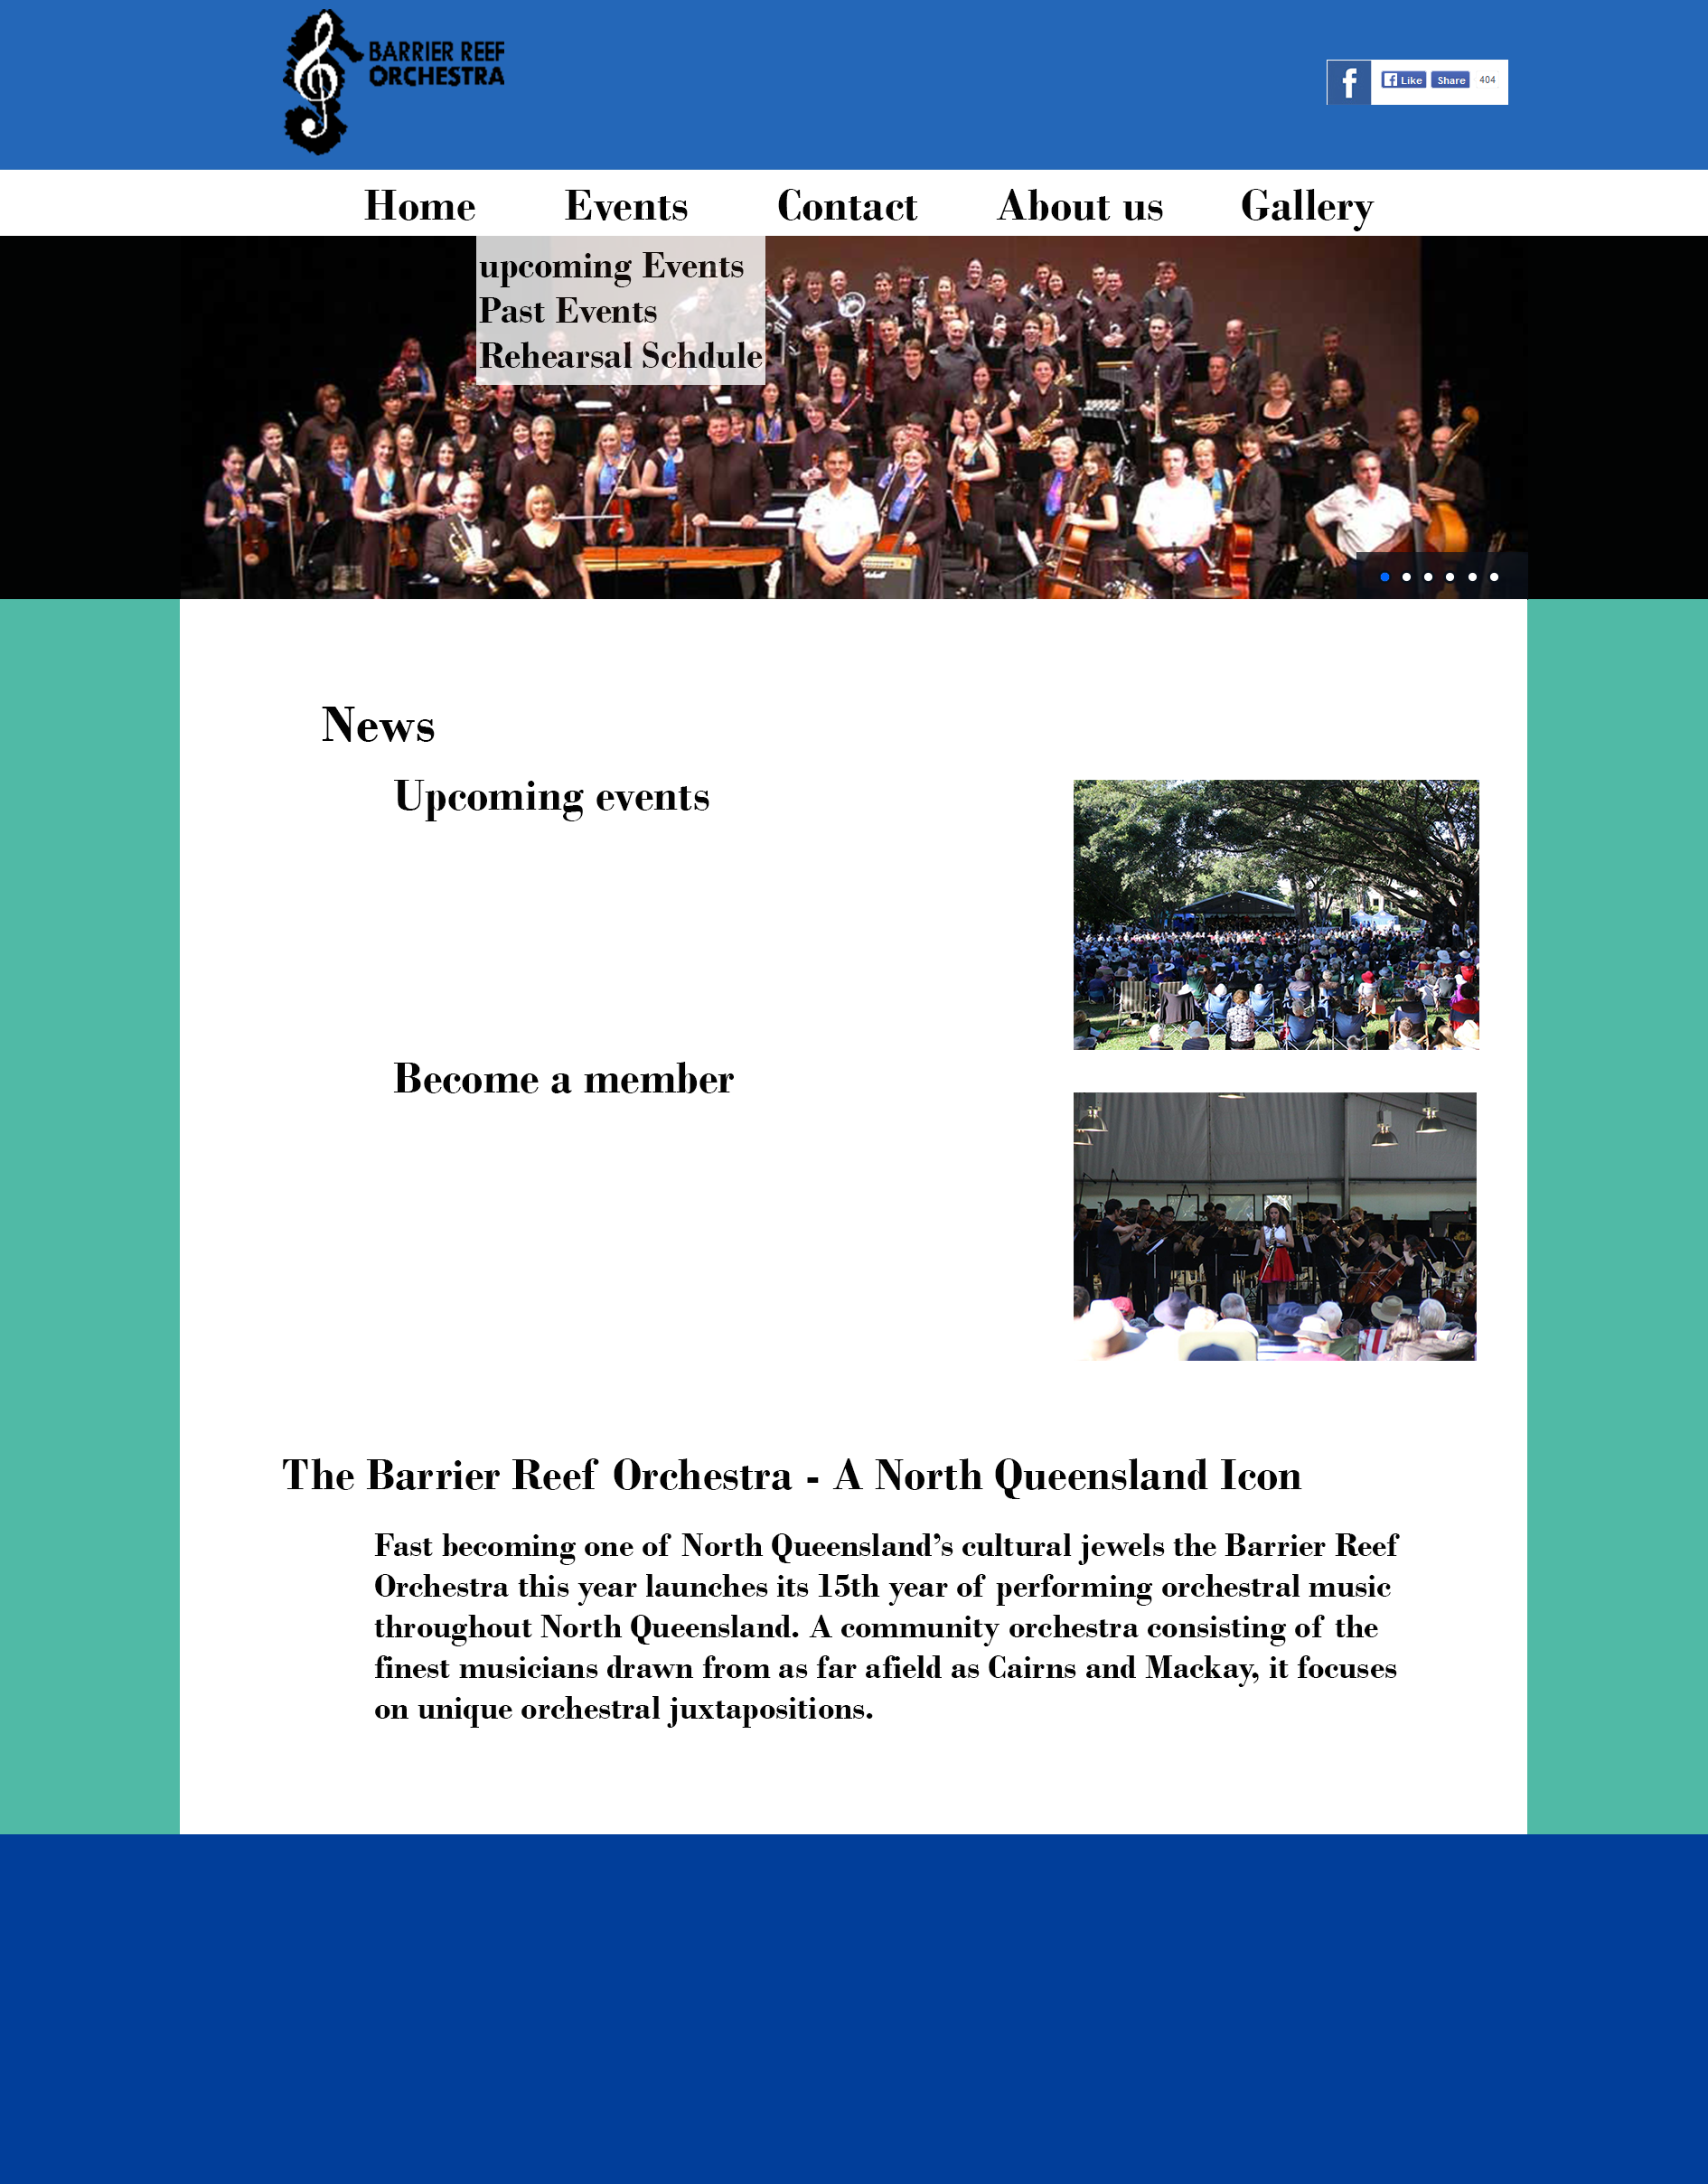 BARRIER REEF
ORCHESTRA
f Like Share 404
Home Events Contact About us Gallery
upcoming Events
Past Events
Rehearsal Schdule
News
Upcoming events
Become a member
The Barrier Reef Orchestra - A North Queensland Icon
Fast becoming one of North Queensland’s cultural jewels the Barrier Reef
Orchestra this year launches its 15th year of performing orchestral music
throughout North Queensland. A community orchestra consisting of the
finest musicians drawn from as far afield as Cairns and Mackay, it focuses
on unique orchestral juxtapositions.